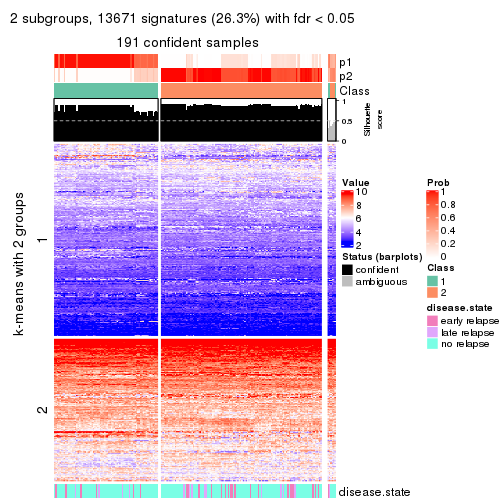 2 subgroups, 13671 signatures (26.3%) with fdr < 0.05
191 confident samples
p1
p2
Class
1
0.5
0
Silhouette
score
k-means with 2 groups
1
2
disease.state
Value
10
8
6
4
2
Status (barplots)
confident
ambiguous
Prob
1
0.8
0.6
0.4
0.2
0
Class
1
2
disease.state
early relapse
late relapse
no relapse